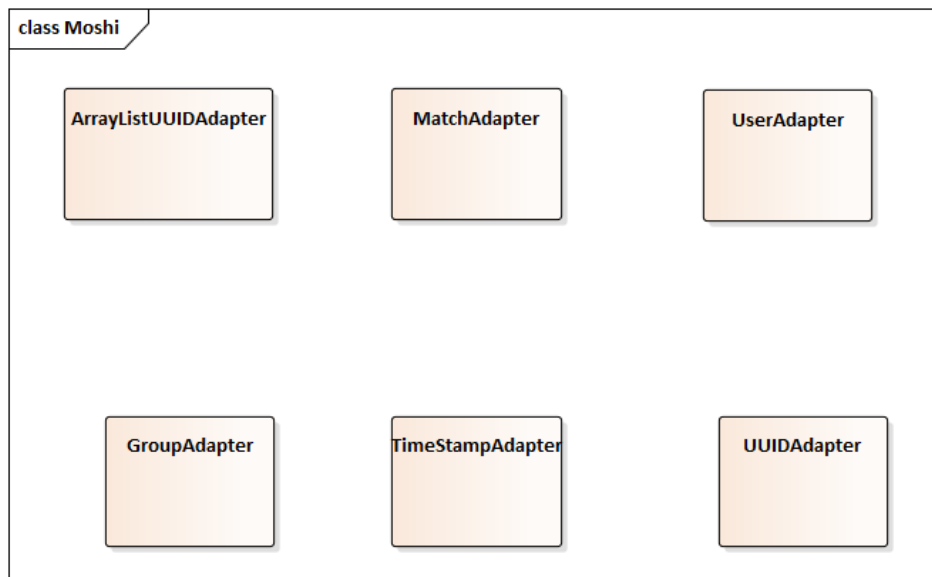 class Moshi
ArrayListUUIDAdapter
MatchAdapter
UserAdapter
GroupAdapter
TimeStampAdapter
UUIDAdapter